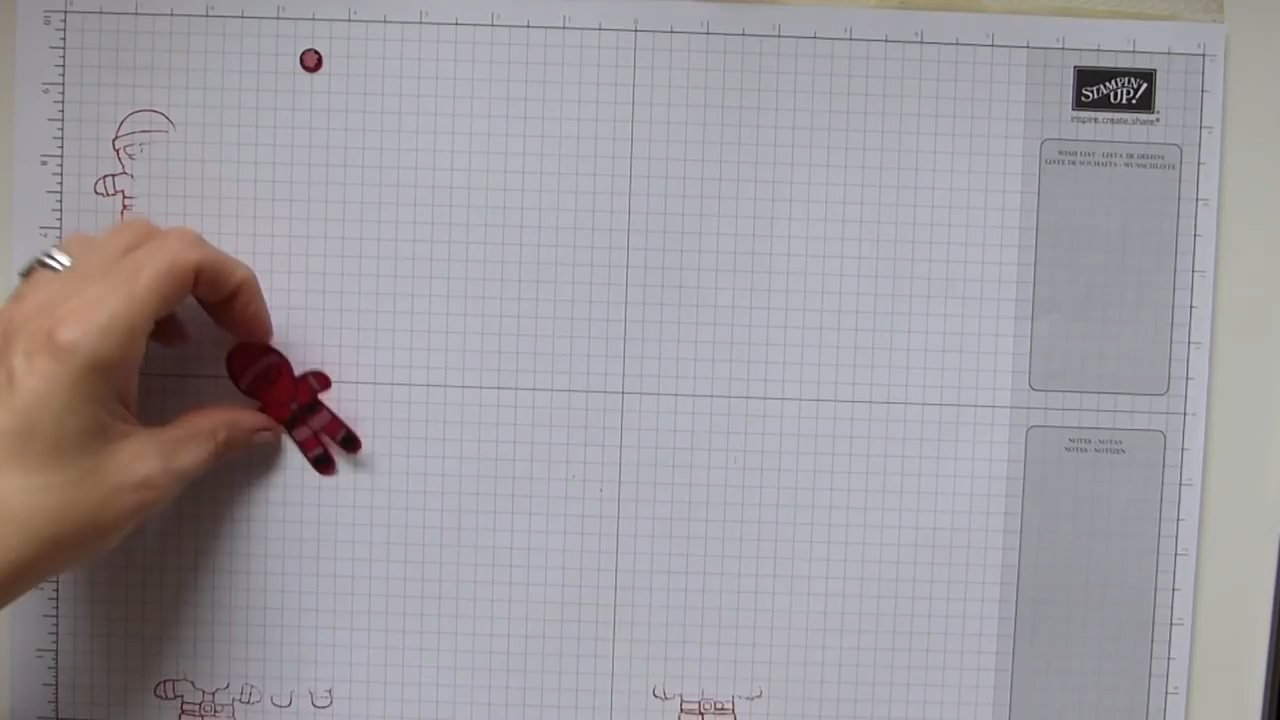 STAMPIN'
UP!
inspire.create.share.
WISH LIST · LISTA DE DESEOS
LISTE DE SOUHAITS · WUNSCHLISTE
NOTES · NOTAS
NOTES · NOTIZEN